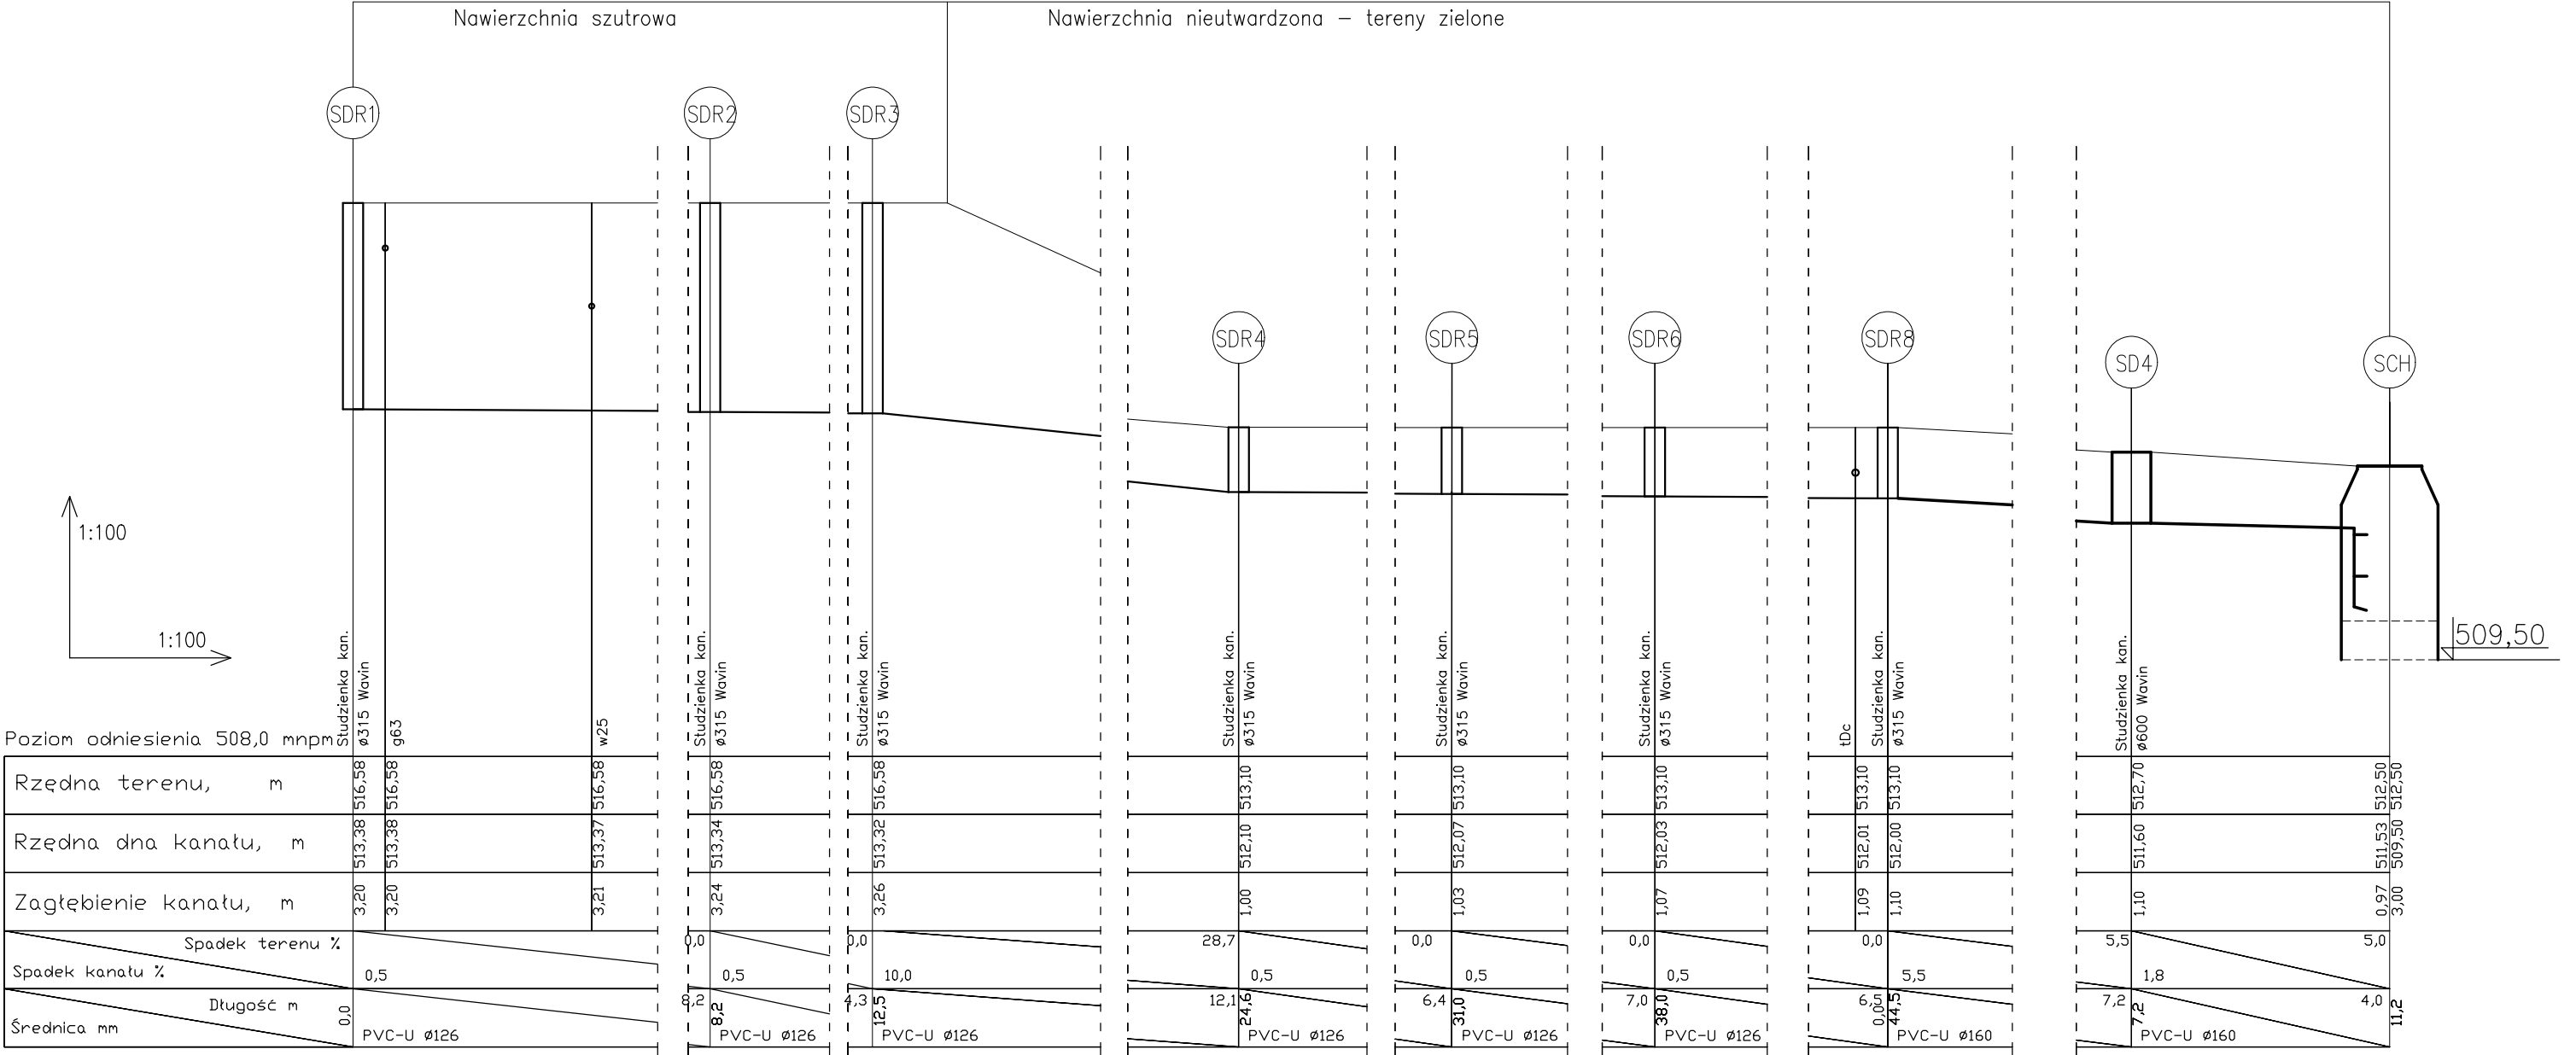 Nawierzchnia szutrowa
Nawierzchnia nieutwardzona – tereny zielone
SDR1
SDR2
SDR3
SDR4
SDR5
SDR6
SDR8
SD4
SCH
1:100
1:100
509,50
Studzienka kan.
ø315 Wavin
g63
w25
Studzienka kan.
ø315 Wavin
Studzienka kan.
ø315 Wavin
Studzienka kan.
ø315 Wavin
Studzienka kan.
ø315 Wavin
Studzienka kan.
ø315 Wavin
tDc
Studzienka kan.
ø315 Wavin
Studzienka kan.
ø600 Wavin
Poziom odniesienia 508,0 mnpm
Rzędna terenu, m
516,58
516,58
516,58
516,58
516,58
513,10
513,10
513,10
513,10
513,10
512,70
512,50
512,50
Rzędna dna kanału, m
513,38
513,38
513,37
513,34
513,32
512,10
512,07
512,03
512,01
512,00
511,60
511,53
509,50
Zagłębienie kanału, m
3,20
3,20
3,21
3,24
3,26
1,00
1,03
1,07
1,09
1,10
1,10
0,97
3,00
Spadek terenu %
0,0
0,0
28,7
0,0
0,0
0,0
5,5
5,0
Spadek kanału %
0,5
0,5
10,0
0,5
0,5
0,5
5,5
1,8
Długość m
0,0
8,2
8,2
4,3
12,5
12,1
24,6
6,4
31,0
7,0
38,0
6,5
0,0
44,5
7,2
7,2
4,0
11,2
Średnica mm
PVC-U ø126
PVC-U ø126
PVC-U ø126
PVC-U ø126
PVC-U ø126
PVC-U ø126
PVC-U ø160
PVC-U ø160